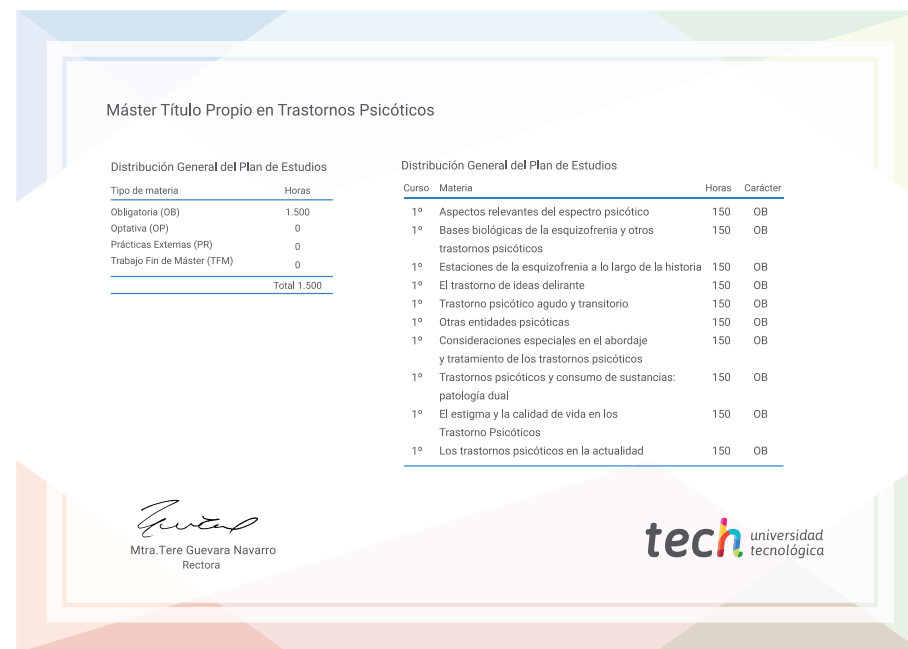 Máster Título Propio en Trastornos Psicóticos
Distribución General del Plan de Estudios
Tipo de materia Horas
Obligatoria (OB) 1.500
Optativa (OP) 0
Prácticas Externas (PR) 0
Trabajo Fin de Máster (TFM) 0
Total 1.500
Distribución General del Plan de Estudios
Curso Materia Horas Carácter
1º Aspectos relevantes del espectro psicótico 150 OB
1º Bases biológicas de la esquizofrenia y otros 150 OB
trastornos psicóticos
1º Estaciones de la esquizofrenia a lo largo de la historia 150 OB
1º El trastorno de ideas delirante 150 OB
1º Trastorno psicótico agudo y transitorio 150 OB
1º Otras entidades psicóticas 150 OB
1º Consideraciones especiales en el abordaje 150 OB
y tratamiento de los trastornos psicóticos
1º Trastornos psicóticos y consumo de sustancias: 150 OB
patología dual
1º El estigma y la calidad de vida en los 150 OB
Trastorno Psicóticos
1º Los trastornos psicóticos en la actualidad 150 OB
Mtra.Tere Guevara Navarro
Rectora
tech universidad
tecnológica